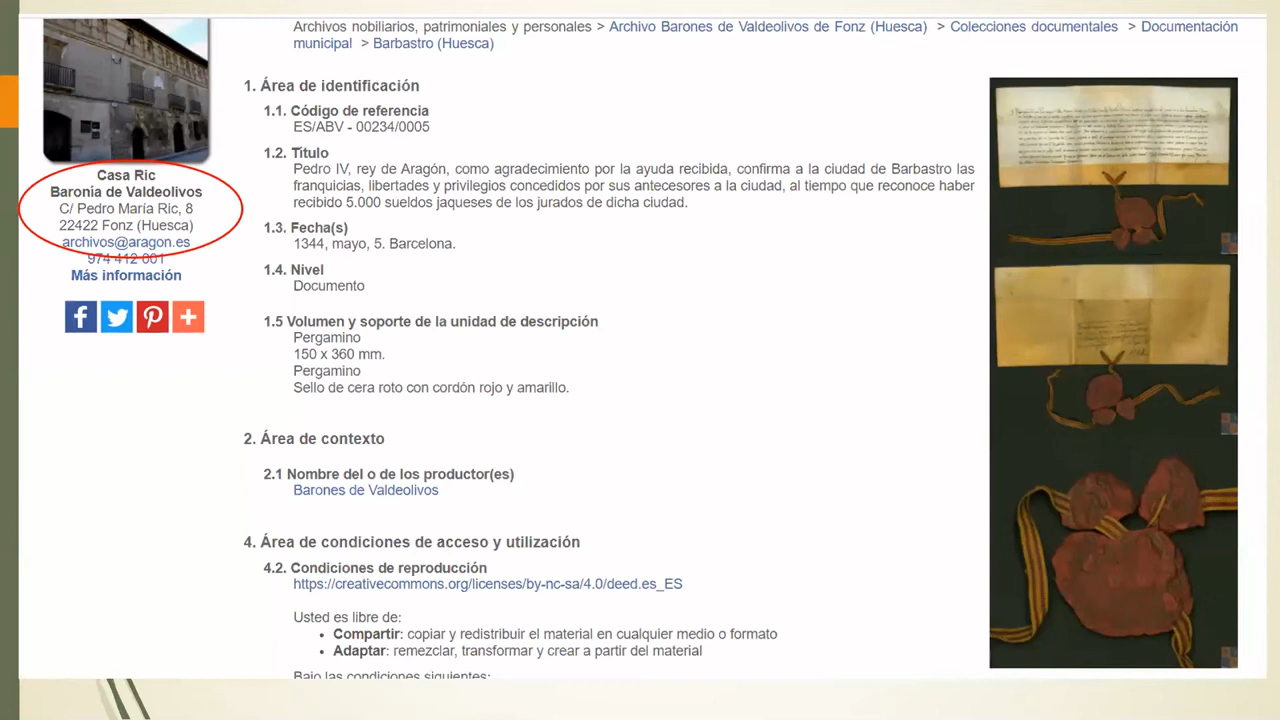 Archivos nobiliarios, patrimoniales y personales > Archivo Barones de Valdeolivos de Fonz (Huesca) > Colecciones documentales > Documentación
municipal > Barbastro (Huesca)
Casa Ric
Baronía de Valdeolivos
C/ Pedro María Ric, 8
22422 Fonz (Huesca)
archivos@aragon.es
974 412 001
Más información
1. Área de identificación
1.1. Código de referencia
ES/ABV - 00234/0005
1.2. Título
Pedro IV, rey de Aragón, como agradecimiento por la ayuda recibida, confirma a la ciudad de Barbastro las
franquicias, libertades y privilegios concedidos por sus antecesores a la ciudad, al tiempo que reconoce haber
recibido 5.000 sueldos jaqueses de los jurados de dicha ciudad.
1.3. Fecha(s)
1344, mayo, 5. Barcelona.
1.4. Nivel
Documento
1.5 Volumen y soporte de la unidad de descripción
Pergamino
150 x 360 mm.
Pergamino
Sello de cera roto con cordón rojo y amarillo.
2. Área de contexto
2.1 Nombre del o de los productor(es)
Barones de Valdeolivos
4. Área de condiciones de acceso y utilización
4.2. Condiciones de reproducción
https://creativecommons.org/licenses/by-nc-sa/4.0/deed.es_ES
Usted es libre de:
• Compartir: copiar y redistribuir el material en cualquier medio o formato
• Adaptar: remezclar, transformar y crear a partir del material
Bajo las condiciones siguientes: